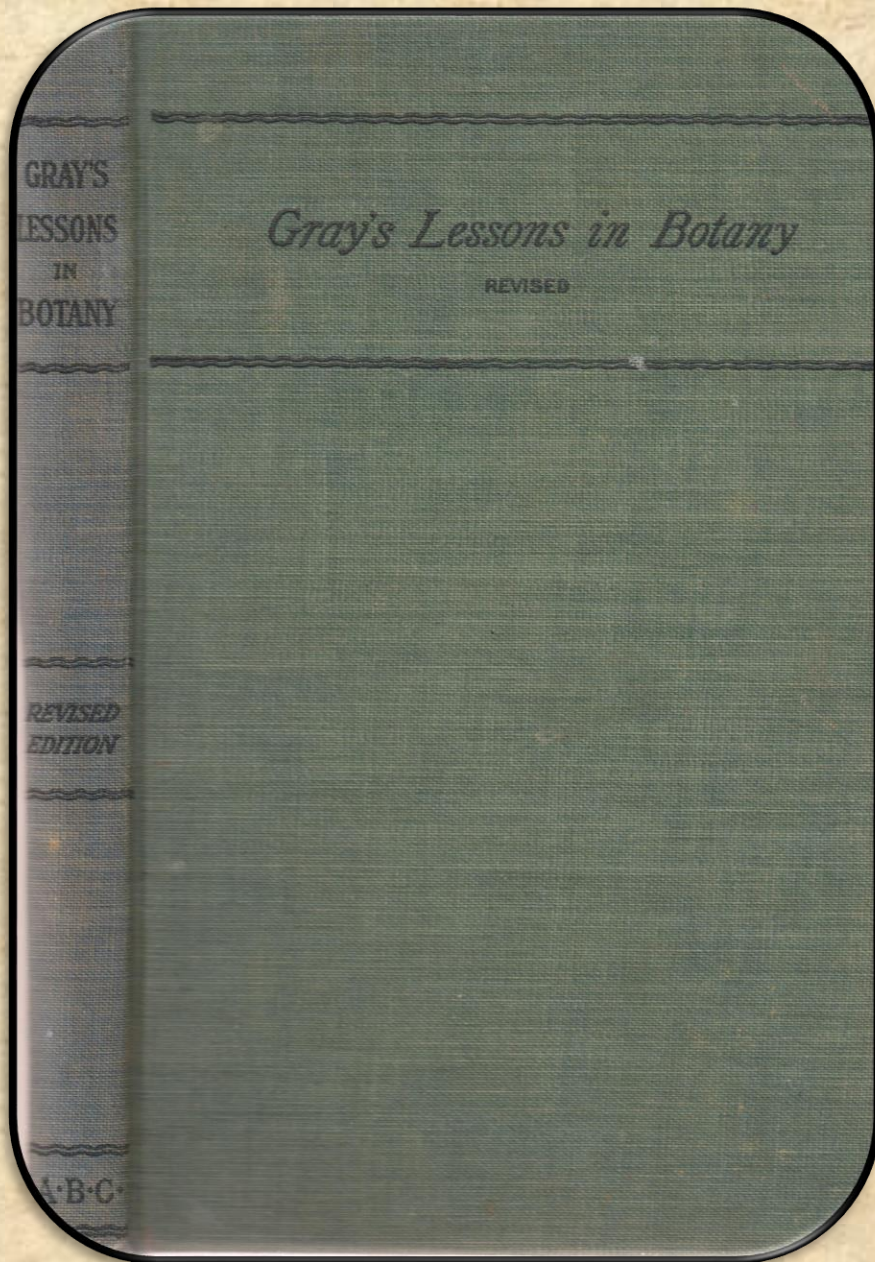 GRAY'S
LESSONS
IN
BOTANY
REVISED
EDITION
A·B·C·
Gray's Lessons in Botany
REVISED